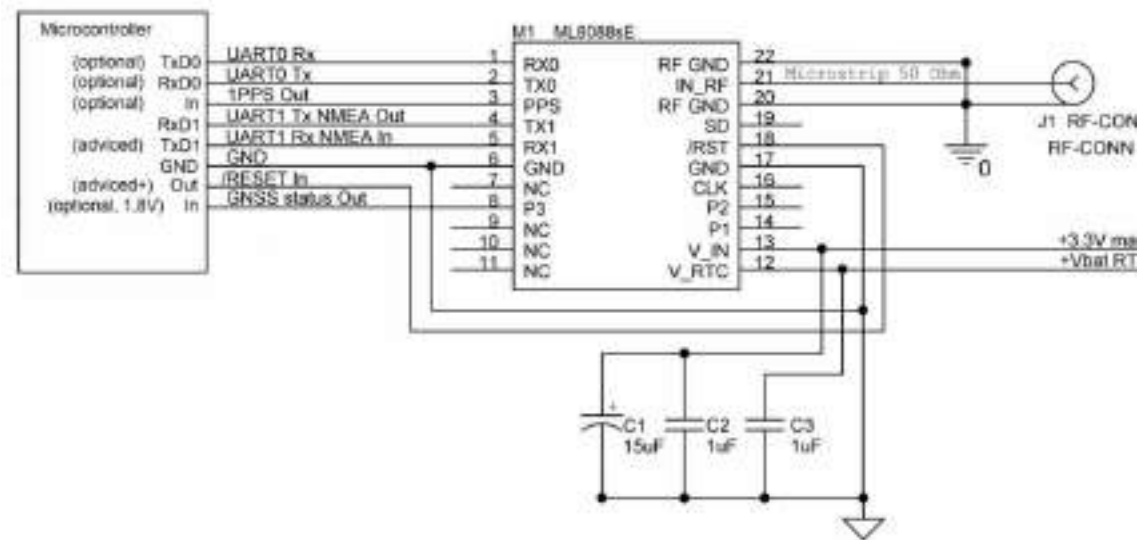 Microcontroller
M1 ML8088sE
(optional) TxD0 UART0 Rx 1 RX0 RF GND 22
(optional) RxD0 UART0 Tx 2 TX0 IN_RF 21 Microstrip 50 Ohm
(optional) In 1PPS Out 3 PPS RF GND 20
RxD1 UART1 Tx NMEA Out 4 TX1 SD 19
J1 RF-CON
(adviced) TxD1 UART1 Rx NMEA In 5 RX1 /RST 18
RF-CONN
GND GND 6 GND GND 17
0
(adviced+) Out /RESET In 7 NC CLK 16
(optional, 1.8V) In GNSS status Out 8 P3 P2 15
9 NC P1 14
10 NC V_IN 13 +3.3V ma
11 NC V_RTC 12 +Vbat RT
+
C1 C2 C3
15uF 1uF 1uF